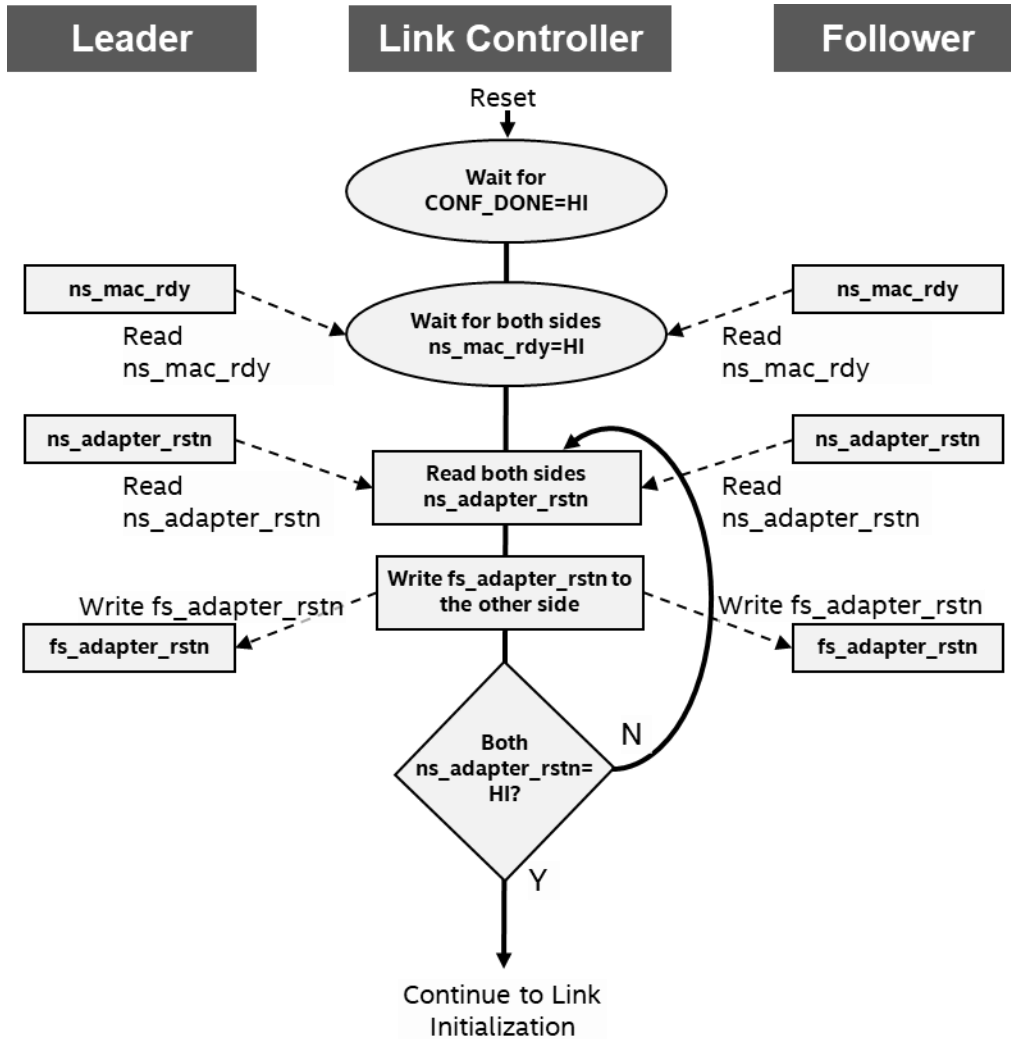 Leader
Link Controller
Follower
Reset
Wait for
CONF_DONE=HI
ns_mac_rdy
Read
ns_mac_rdy
Wait for both sides
ns_mac_rdy=HI
ns_mac_rdy
Read
ns_mac_rdy
ns_adapter_rstn
Read
ns_adapter_rstn
Read both sides
ns_adapter_rstn
ns_adapter_rstn
Read
ns_adapter_rstn
Write fs_adapter_rstn to
the other side
Write fs_adapter_rstn
fs_adapter_rstn
Write fs_adapter_rstn
fs_adapter_rstn
Both
ns_adapter_rstn=
HI?
N
Y
Continue to Link
Initialization